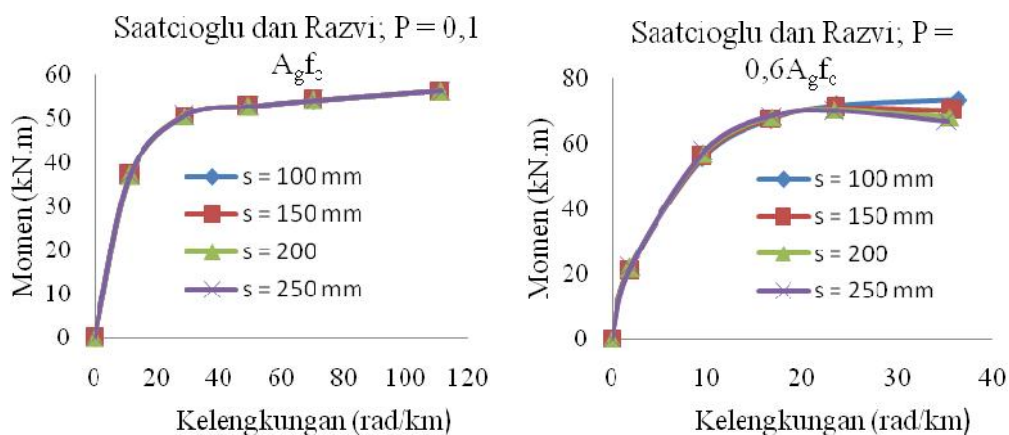 Saatcioglu dan Razvi; P = 0,1
Agfc
Momen (kN.m)
60
50
40
30
20
10
0
s = 100 mm
s = 150 mm
s = 200
s = 250 mm
0 20 40 60 80 100 120
Kelengkungan (rad/km)
Saatcioglu dan Razvi; P =
0,6Agfc
Momen (kN.m)
80
60
40
20
0
s = 100 mm
s = 150 mm
s = 200
s = 250 mm
0 10 20 30 40
Kelengkungan (rad/km)